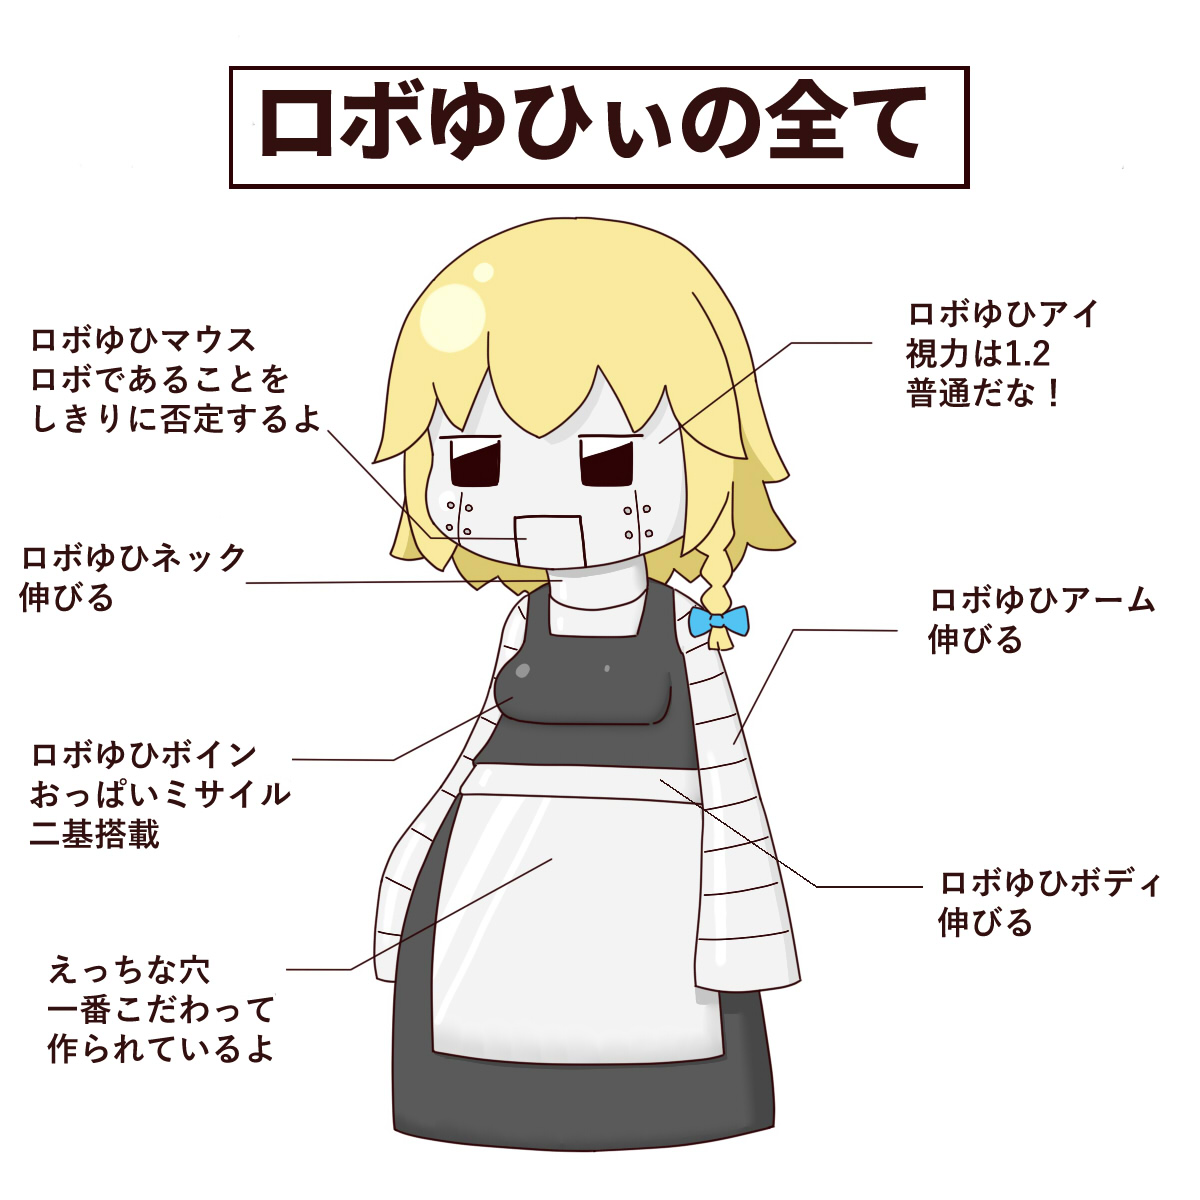 ロボゆひぃの全て
ロボゆひマウス
ロボであることを
しきりに否定するよ
ロボゆひアイ
視力は1.2
普通だな！
ロボゆひネック
伸びる
ロボゆひアーム
伸びる
ロボゆひボイン
おっぱいミサイル
二基搭載
ロボゆひボディ
伸びる
えっちな穴
一番こだわって
作られているよ